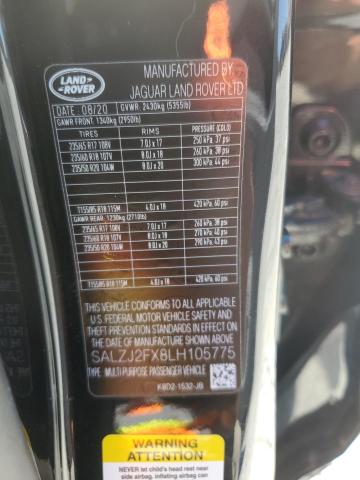 LAND ROVER
MANUFACTURED BY
JAGUAR LAND ROVER LTD
DATE 08/20 GVWR 2430kg (5355lb)
GAWR FRONT 1340kg (2950lb)
TIRES RIMS PRESSURE (COLD)
235/65 R17 108V 7.0J x 17 250 kPa, 37 psi
235/60 R18 107V 8.0J x 18 260 kPa, 38 psi
235/50 R20 104W 8.0J x 20 300 kPa, 44 psi
T155/85 R18 115M 4.0J x 18 420 kPa, 60 psi
GAWR REAR: 1230kg (2710lb)
235/65 R17 108V 7.0J x 17 260 kPa, 38 psi
235/60 R18 107V 8.0J x 18 270 kPa, 40 psi
235/50 R20 104W 8.0J x 20 290 kPa, 43 psi
T155/85 R18 115M 4.0J x 18 420 kPa, 60 psi
THIS VEHICLE CONFORMS TO ALL APPLICABLE
U.S. FEDERAL MOTOR VEHICLE SAFETY
STANDARDS IN EFFECT ON THE DATE OF
MANUFACTURE SHOWN ABOVE
SALZJ2FX8LH105775
TYPE: MULTI-PURPOSE PASSENGER VEHICLE
K8D2-1532-JB
WARNING
ATTENTION
NEVER let child's head rest near
side airbag. Inflating airbag can